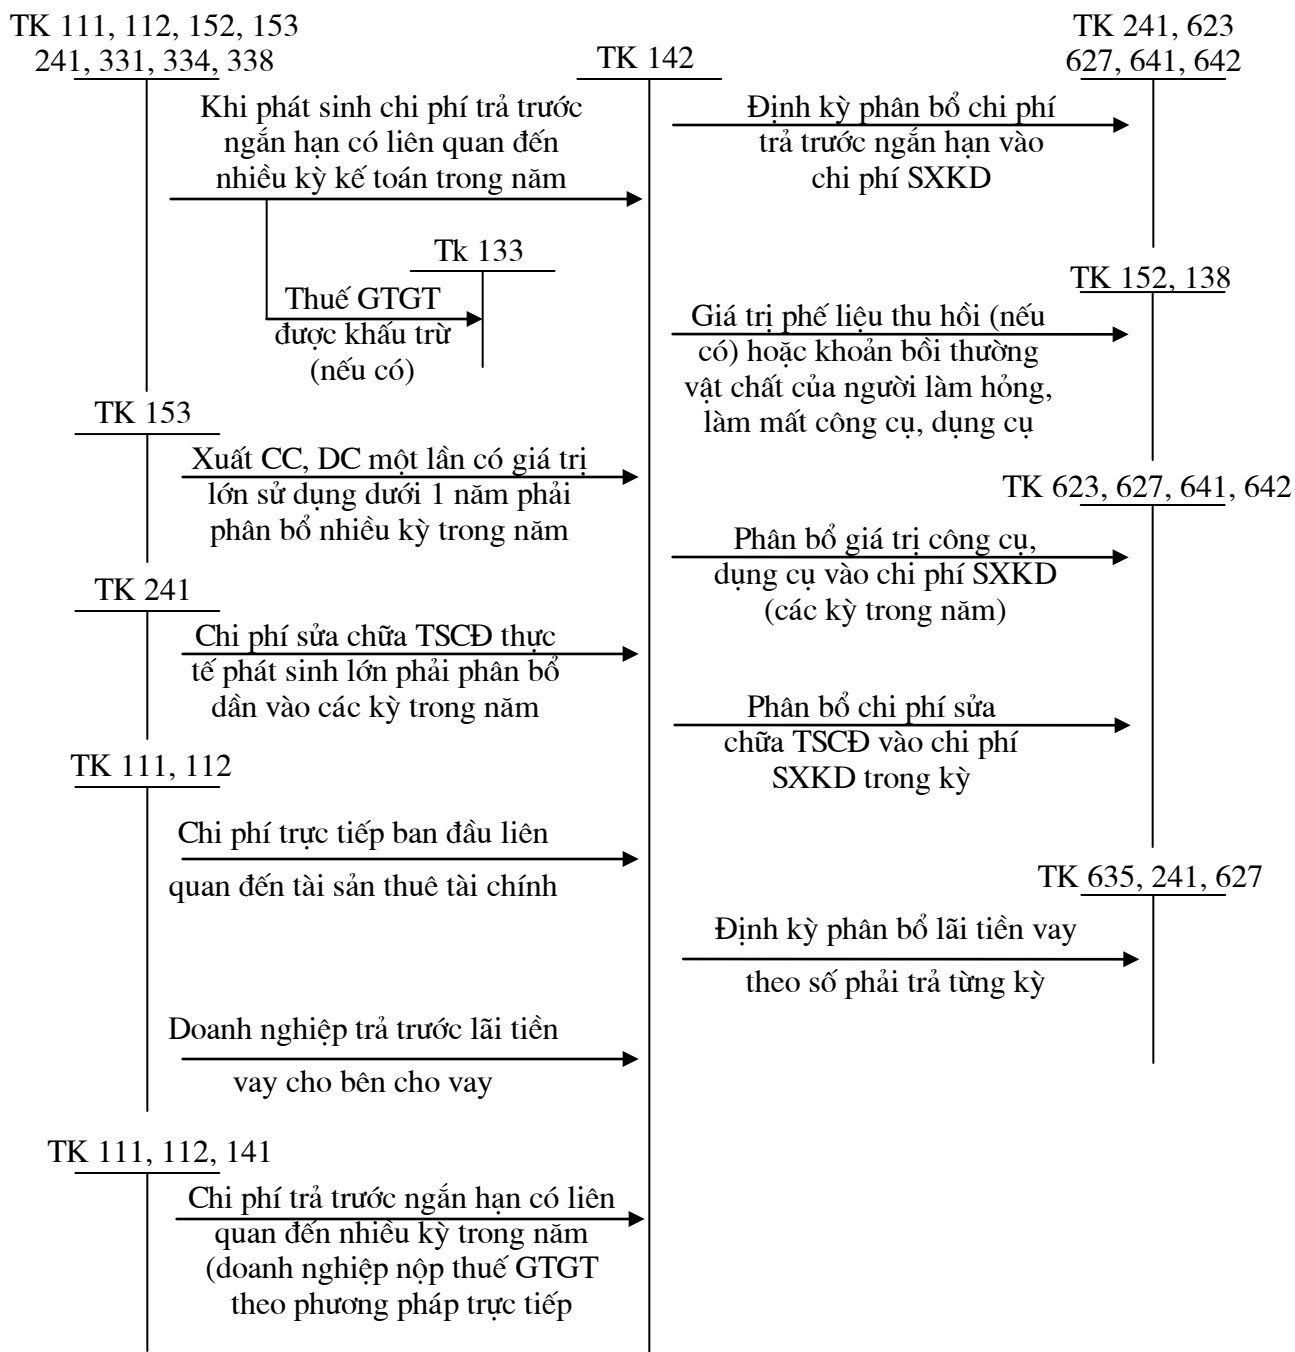 TK 111, 112, 152, 153
241, 331, 334, 338
TK 142
TK 241, 623
627, 641, 642
Khi phát sinh chi phí trả trước
ngắn hạn có liên quan đến
nhiều kỳ kế toán trong năm
Định kỳ phân bổ chi phí
trả trước ngắn hạn vào
chi phí SXKD
Tk 133
Thuế GTGT
được khấu trừ
(nếu có)
TK 152, 138
Giá trị phế liệu thu hồi (nếu
có) hoặc khoản bồi thường
vật chất của người làm hỏng,
làm mất công cụ, dụng cụ
TK 153
Xuất CC, DC một lần có giá trị
lớn sử dụng dưới 1 năm phải
phân bổ nhiều kỳ trong năm
TK 623, 627, 641, 642
Phân bổ giá trị công cụ,
dụng cụ vào chi phí SXKD
(các kỳ trong năm)
TK 241
Chi phí sửa chữa TSCĐ thực
tế phát sinh lớn phải phân bổ
dần vào các kỳ trong năm
Phân bổ chi phí sửa
chữa TSCĐ vào chi phí
SXKD trong kỳ
TK 111, 112
Chi phí trực tiếp ban đầu liên
quan đến tài sản thuê tài chính
TK 635, 241, 627
Định kỳ phân bổ lãi tiền vay
theo số phải trả từng kỳ
Doanh nghiệp trả trước lãi tiền
vay cho bên cho vay
TK 111, 112, 141
Chi phí trả trước ngắn hạn có liên
quan đến nhiều kỳ trong năm
(doanh nghiệp nộp thuế GTGT
theo phương pháp trực tiếp